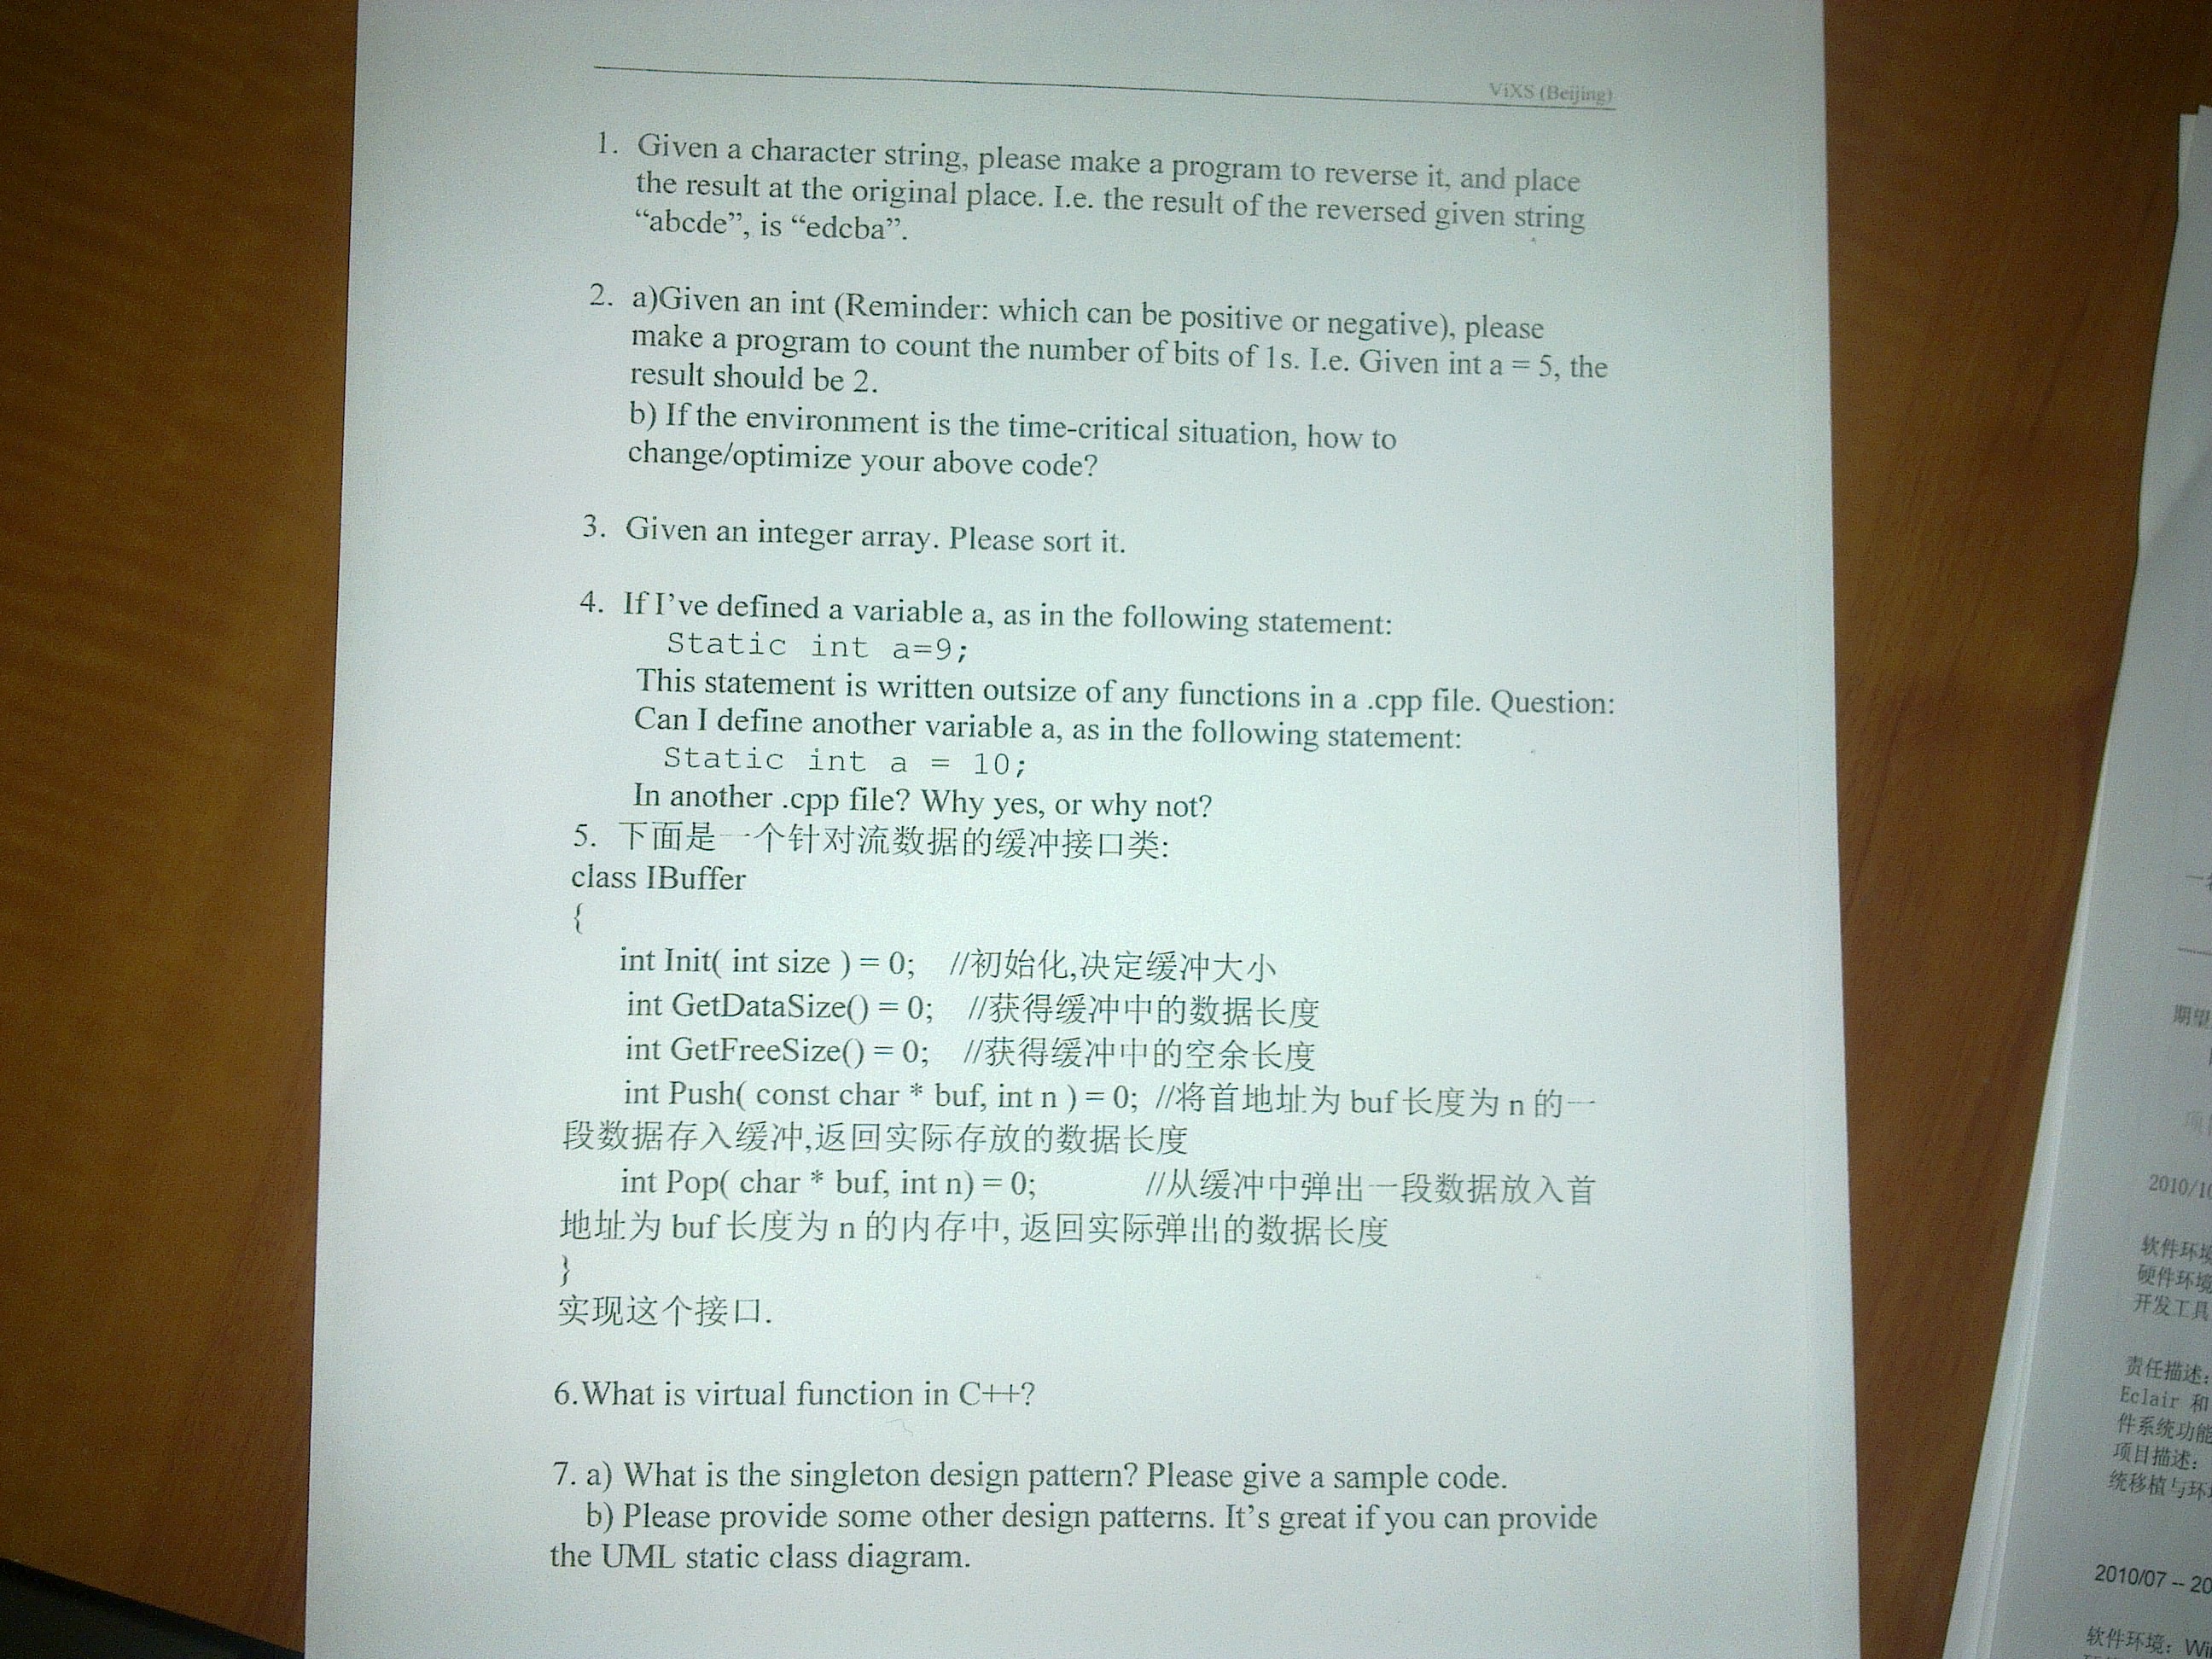 ViXS (Beijing)
1. Given a character string, please make a program to reverse it, and place
the result at the original place. I.e. the result of the reversed given string
“abcde”, is “edcba”.
2. a)Given an int (Reminder: which can be positive or negative), please
make a program to count the number of bits of 1s. I.e. Given int a = 5, the
result should be 2.
b) If the environment is the time-critical situation, how to
change/optimize your above code?
3. Given an integer array. Please sort it.
4. If I’ve defined a variable a, as in the following statement:
Static int a=9;
This statement is written outsize of any functions in a .cpp file. Question:
Can I define another variable a, as in the following statement:
Static int a = 10;
In another .cpp file? Why yes, or why not?
5. 下面是一个针对流数据的缓冲接口类:
class IBuffer
{
int Init( int size ) = 0; //初始化,决定缓冲大小
int GetDataSize() = 0; //获得缓冲中的数据长度
int GetFreeSize() = 0; //获得缓冲中的空余长度
int Push( const char * buf, int n ) = 0; //将首地址为 buf 长度为 n 的一
段数据存入缓冲,返回实际存放的数据长度
int Pop( char * buf, int n) = 0; //从缓冲中弹出一段数据放入首
地址为 buf 长度为 n 的内存中, 返回实际弹出的数据长度
}
实现这个接口.
6.What is virtual function in C++?
7. a) What is the singleton design pattern? Please give a sample code.
b) Please provide some other design patterns. It’s great if you can provide
the UML static class diagram.
期望
2010/10
软件环境
硬件环境
开发工具
责任描述:
Eclair 和
件系统功能
项目描述:
统移植与环
2010/07 -- 20
软件环境: Wi